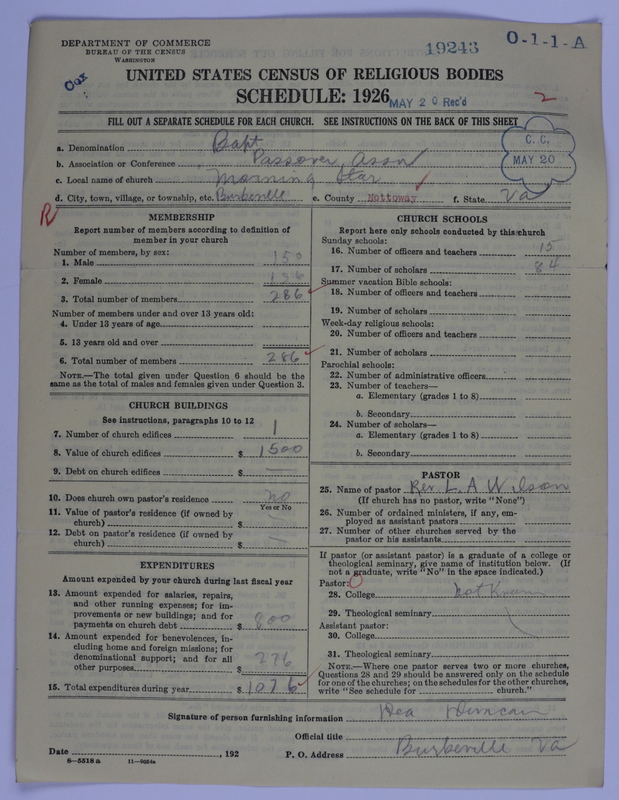 DEPARTMENT OF COMMERCE
BUREAU OF THE CENSUS
WASHINGTON
19243
O-1-1-A
Cox
UNITED STATES CENSUS OF RELIGIOUS BODIES
SCHEDULE: 1926
MAY 20 Rec'd
2
FILL OUT A SEPARATE SCHEDULE FOR EACH CHURCH. SEE INSTRUCTIONS ON THE BACK OF THIS SHEET
C. C.
MAY 20
a. Denomination Bapt
b. Association or Conference Passover Assn
c. Local name of church Morning Star
d. City, town, village, or township, etc. Burkeville e. County Nottoway f. State Va
R
MEMBERSHIP
Report number of members according to definition of
member in your church
Number of members, by sex:
1. Male 150
2. Female 136
3. Total number of members 286
Number of members under and over 13 years old:
4. Under 13 years of age
5. 13 years old and over
6. Total number of members 286
NOTE.—The total given under Question 6 should be the
same as the total of males and females given under Question 3.
CHURCH BUILDINGS
See instructions, paragraphs 10 to 12
7. Number of church edifices 1
8. Value of church edifices $ 1500
9. Debt on church edifices $ —
10. Does church own pastor's residence no
Yes or No
11. Value of pastor's residence (if owned by
church) $ —
12. Debt on pastor's residence (if owned by
church) $ —
EXPENDITURES
Amount expended by your church during last fiscal year
13. Amount expended for salaries, repairs,
and other running expenses; for im-
provements or new buildings; and for
payments on church debt $ 800
14. Amount expended for benevolences, in-
cluding home and foreign missions; for
denominational support; and for all
other purposes $ 276
15. Total expenditures during year $ 1076
CHURCH SCHOOLS
Report here only schools conducted by this church
Sunday schools:
16. Number of officers and teachers 15
17. Number of scholars 84
Summer vacation Bible schools:
18. Number of officers and teachers
19. Number of scholars
Week-day religious schools:
20. Number of officers and teachers
21. Number of scholars
Parochial schools:
22. Number of administrative officers
23. Number of teachers—
a. Elementary (grades 1 to 8)
b. Secondary
24. Number of scholars—
a. Elementary (grades 1 to 8)
b. Secondary
PASTOR
25. Name of pastor Rev L. A Wilson
(If church has no pastor, write "None")
26. Number of ordained ministers, if any, em-
ployed as assistant pastors
27. Number of other churches served by the
pastor or his assistants
If pastor (or assistant pastor) is a graduate of a college or
theological seminary, give name of institution below. (If
not a graduate, write "No" in the space indicated.)
Pastor:
28. College not Known
29. Theological seminary
Assistant pastor:
30. College
31. Theological seminary
NOTE.—Where one pastor serves two or more churches,
Questions 28 and 29 should be answered only on the schedule
for one of the churches; on the schedules for the other churches,
write "See schedule for church."
Signature of person furnishing information
Official title
Date , 192 P. O. Address Burkeville Va
8—5518a 11—9054a